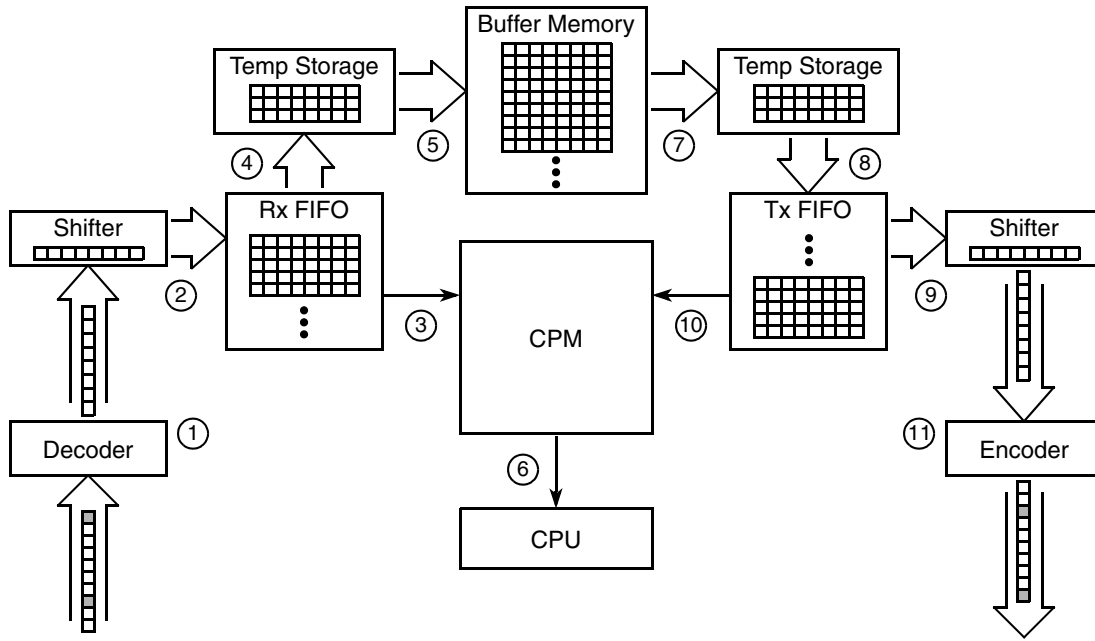 Buffer Memory
Temp Storage
Temp Storage
5
7
4
8
Rx FIFO
Tx FIFO
Shifter
Shifter
2
9
3
10
CPM
1
11
Decoder
Encoder
6
CPU